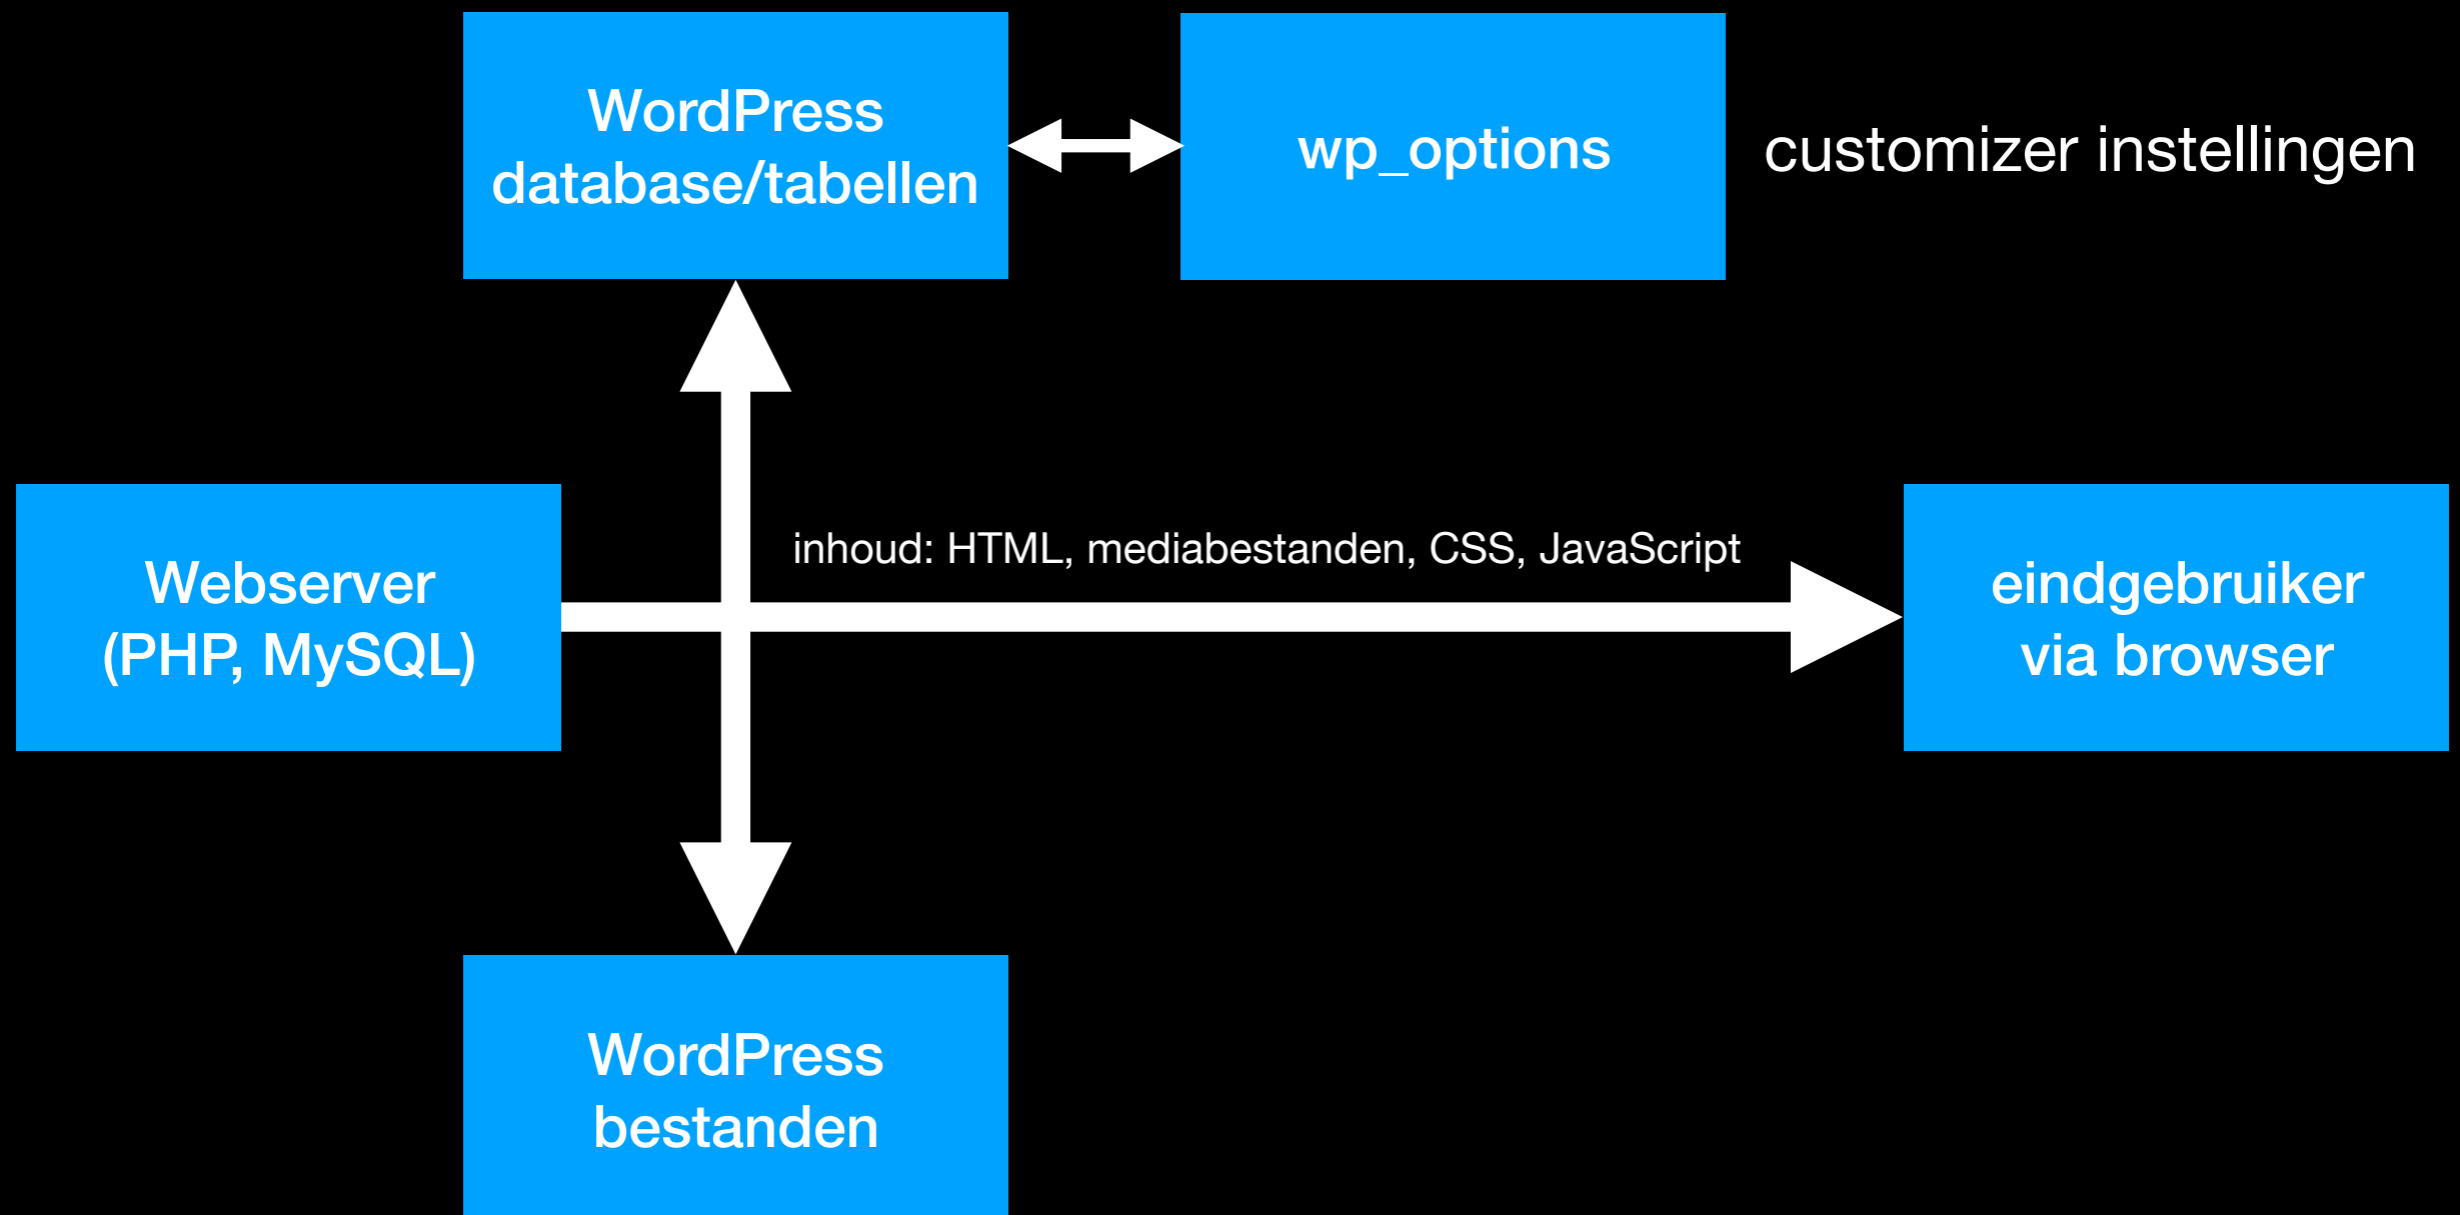 WordPress
database/tabellen
wp_options
customizer instellingen
inhoud: HTML, mediabestanden, CSS, JavaScript
Webserver
(PHP, MySQL)
eindgebruiker
via browser
WordPress
bestanden